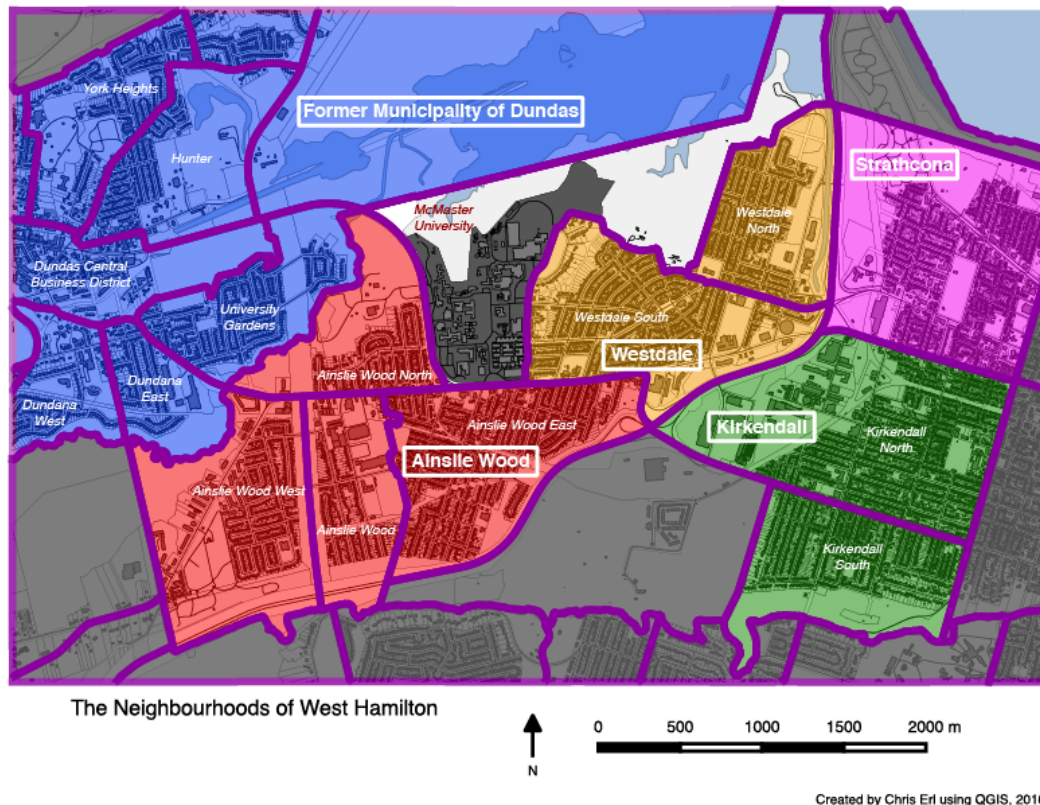 York Heights
Former Municipality of Dundas
Hunter
Strathcona
McMaster
University
Westdale
North
Dundas Central
Business District
University
Gardens
Westdale South
Westdale
Ainslie Wood North
Dundana
East
Dundana
West
Ainslie Wood East
Kirkendall
Kirkendall
North
Ainslie Wood
Ainslie Wood West
Ainslie Wood
Kirkendall
South
The Neighbourhoods of West Hamilton
0 500 1000 1500 2000 m
N
Created by Chris Erl using QGIS, 2016